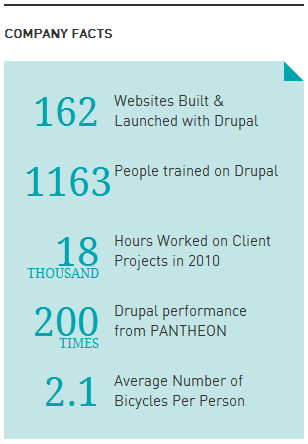 COMPANY FACTS
162 Websites Built &
Launched with Drupal
1163 People trained on Drupal
18 Hours Worked on Client
THOUSAND Projects in 2010
200 Drupal performance
TIMES from PANTHEON
2.1 Average Number of
Bicycles Per Person